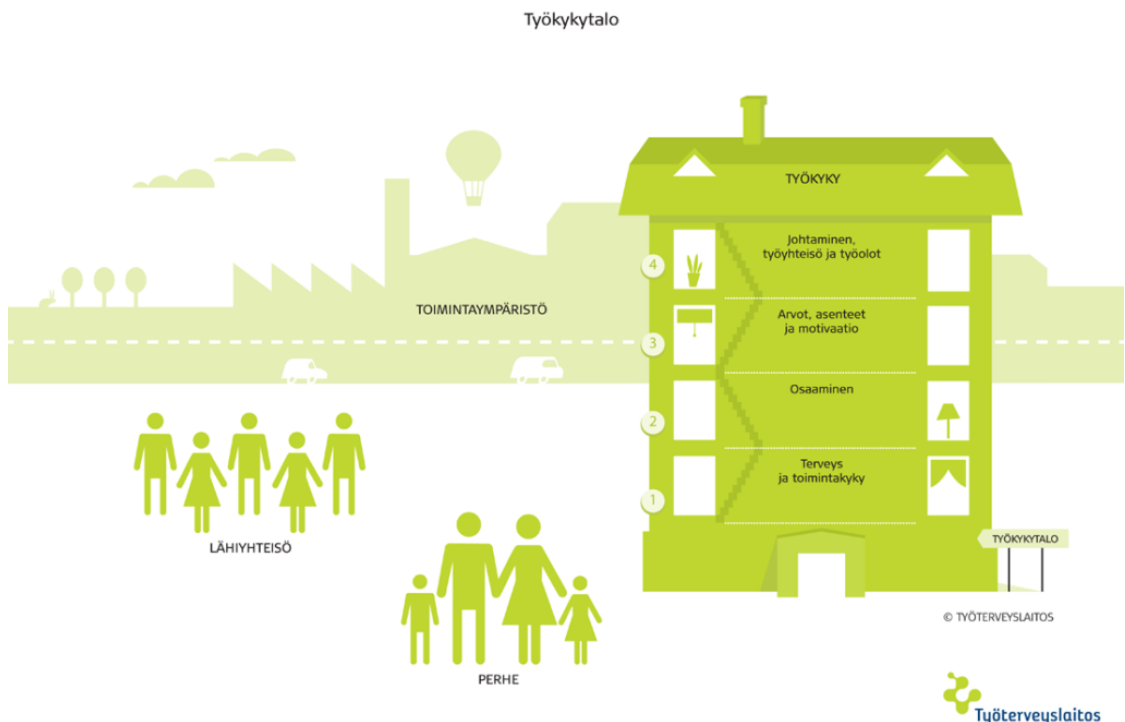 Työkykytalo
TYÖKYKY
4
Johtaminen,
työyhteisö ja työolot
TOIMINTAYMPÄRISTÖ
3
Arvot, asenteet
ja motivaatio
2
Osaaminen
1
Terveys
ja toimintakyky
LÄHIYHTEISÖ
PERHE
TYÖKYKYTALO
© TYÖTERVEYSLAITOS
Työterveyslaitos